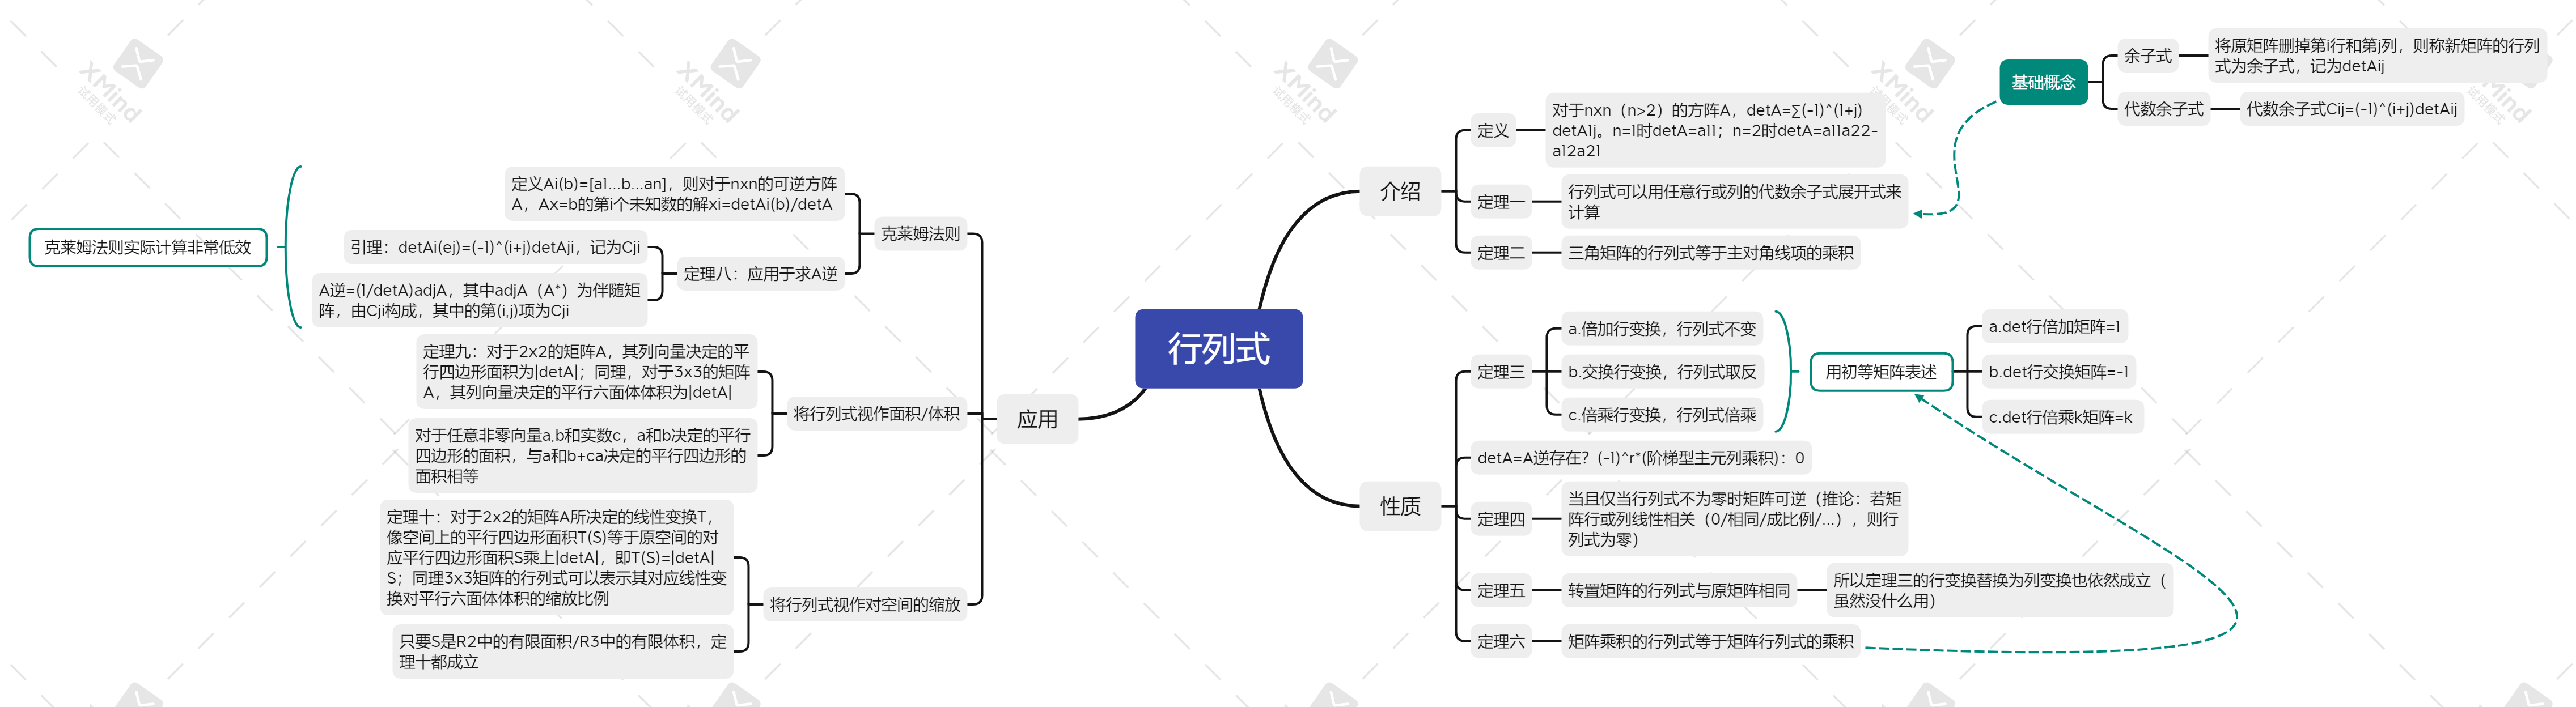 行列式
介绍
定义
对于nxn（n>2）的方阵A，detA=∑(-1)^(1+j)
detA1j。n=1时detA=a11；n=2时detA=a11a22-
a12a21
定理一
行列式可以用任意行或列的代数余子式展开式来
计算
定理二
三角矩阵的行列式等于主对角线项的乘积
基础概念
余子式
将原矩阵删掉第i行和第j列，则称新矩阵的行列
式为余子式，记为detAij
代数余子式
代数余子式Cij=(-1)^(i+j)detAij
性质
定理三
a.倍加行变换，行列式不变
b.交换行变换，行列式取反
c.倍乘行变换，行列式倍乘
用初等矩阵表述
a.det行倍加矩阵=1
b.det行交换矩阵=-1
c.det行倍乘k矩阵=k
detA=A逆存在？(-1)^r*(阶梯型主元列乘积)：0
定理四
当且仅当行列式不为零时矩阵可逆（推论：若矩
阵行或列线性相关（0/相同/成比例/...），则行
列式为零）
定理五
转置矩阵的行列式与原矩阵相同
所以定理三的行变换替换为列变换也依然成立（
虽然没什么用）
定理六
矩阵乘积的行列式等于矩阵行列式的乘积
应用
克莱姆法则
定义Ai(b)=[a1...b...an]，则对于nxn的可逆方阵
A，Ax=b的第i个未知数的解xi=detAi(b)/detA
定理八：应用于求A逆
引理：detAi(ej)=(-1)^(i+j)detAji，记为Cji
A逆=(1/detA)adjA，其中adjA（A*）为伴随矩
阵，由Cji构成，其中的第(i,j)项为Cji
克莱姆法则实际计算非常低效
将行列式视作面积/体积
定理九：对于2x2的矩阵A，其列向量决定的平
行四边形面积为|detA|；同理，对于3x3的矩阵
A，其列向量决定的平行六面体体积为|detA|
对于任意非零向量a,b和实数c，a和b决定的平行
四边形的面积，与a和b+ca决定的平行四边形的
面积相等
将行列式视作对空间的缩放
定理十：对于2x2的矩阵A所决定的线性变换T，
像空间上的平行四边形面积T(S)等于原空间的对
应平行四边形面积S乘上|detA|，即T(S)=|detA|
S；同理3x3矩阵的行列式可以表示其对应线性变
换对平行六面体体积的缩放比例
只要S是R2中的有限面积/R3中的有限体积，定
理十都成立
XMind
试用模式
XMind
试用模式
XMind
试用模式
XMind
试用模式
XMind
试用模式